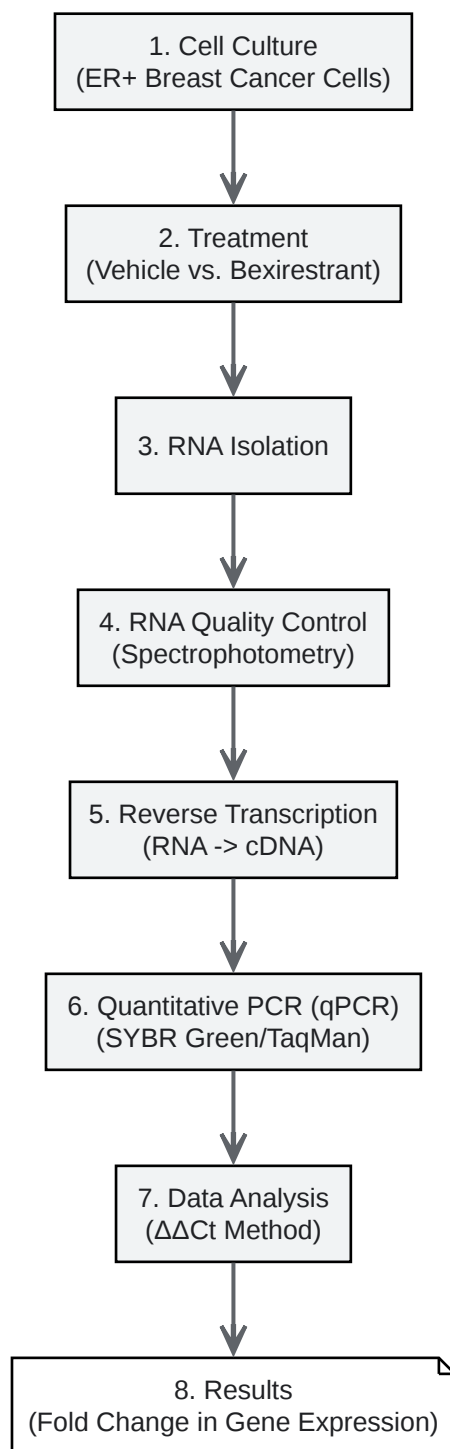 1. Cell Culture
(ER+ Breast Cancer Cells)
2. Treatment
(Vehicle vs. Bexirestrant)
3. RNA Isolation
4. RNA Quality Control
(Spectrophotometry)
5. Reverse Transcription
(RNA -> cDNA)
6. Quantitative PCR (qPCR)
(SYBR Green/TaqMan)
7. Data Analysis
(ΔΔCt Method)
8. Results
(Fold Change in Gene Expression)